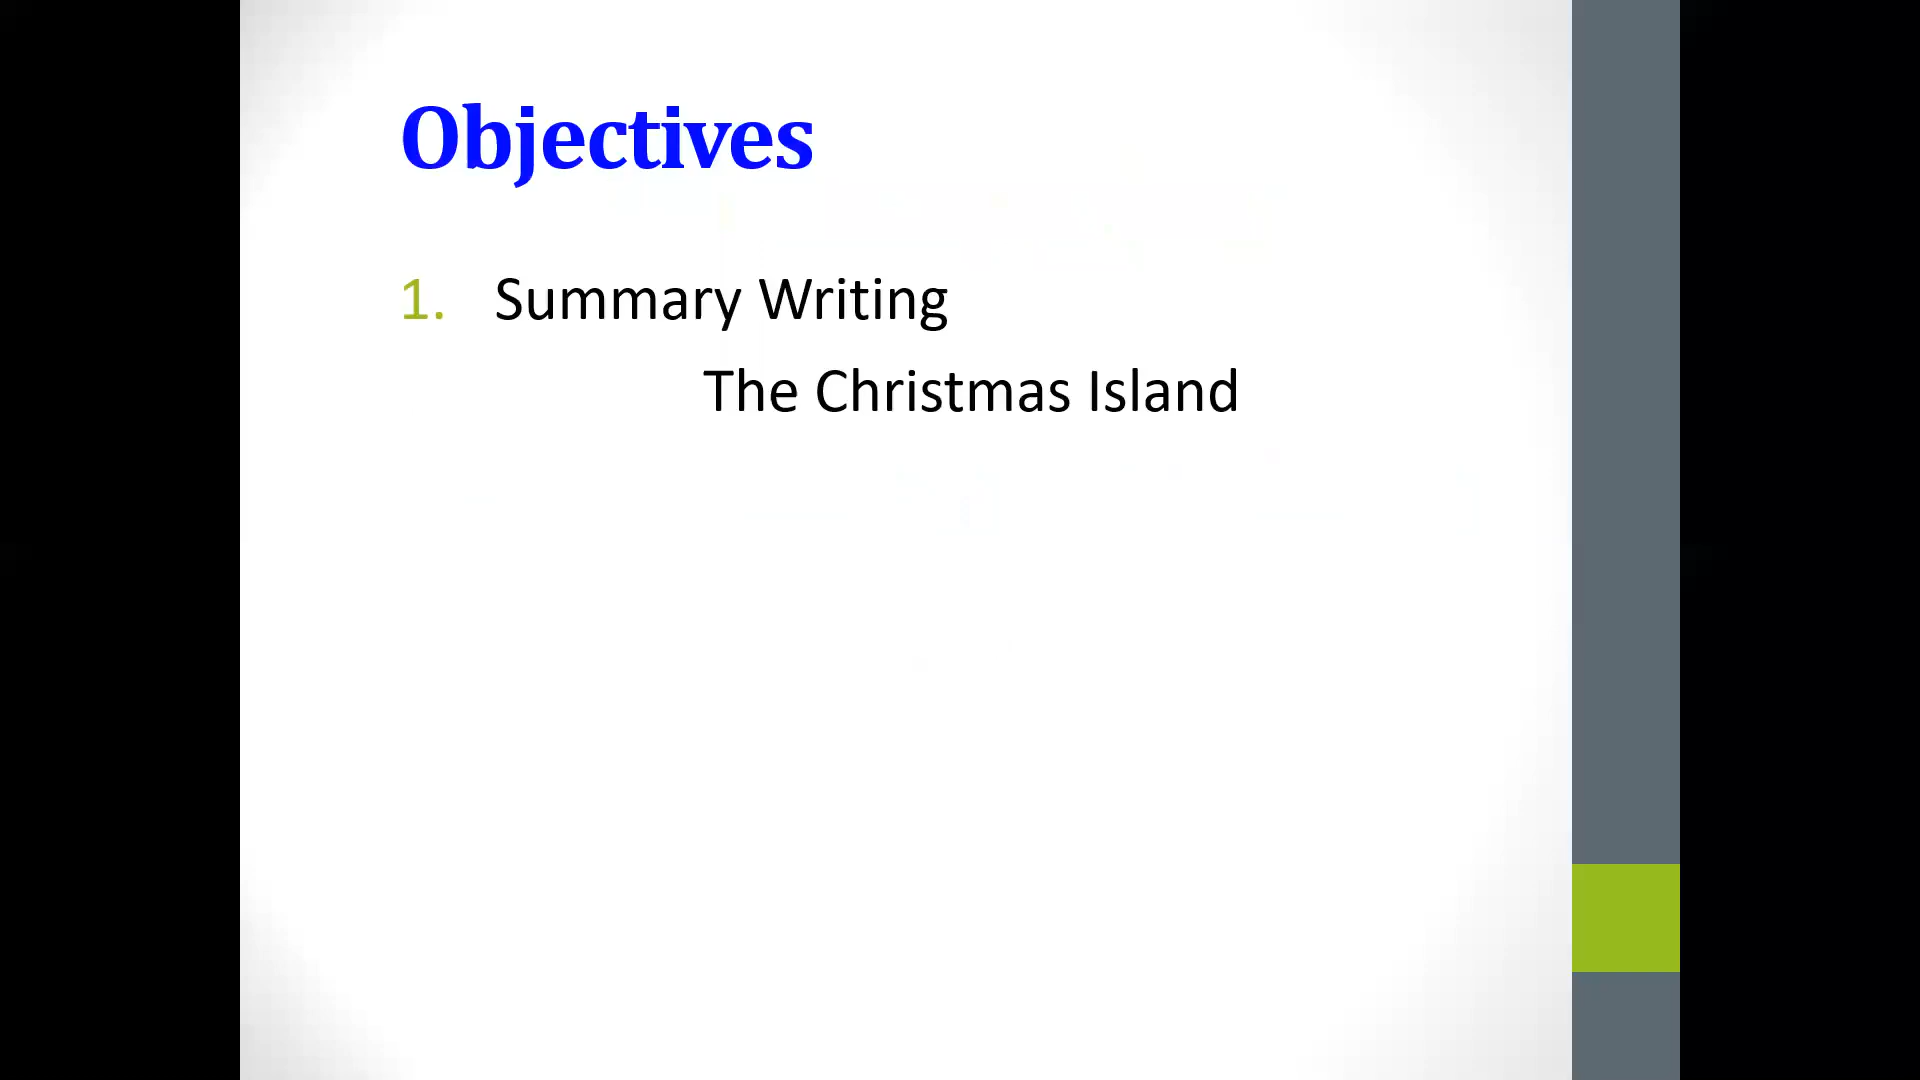 Objectives
1. Summary Writing
The Christmas Island